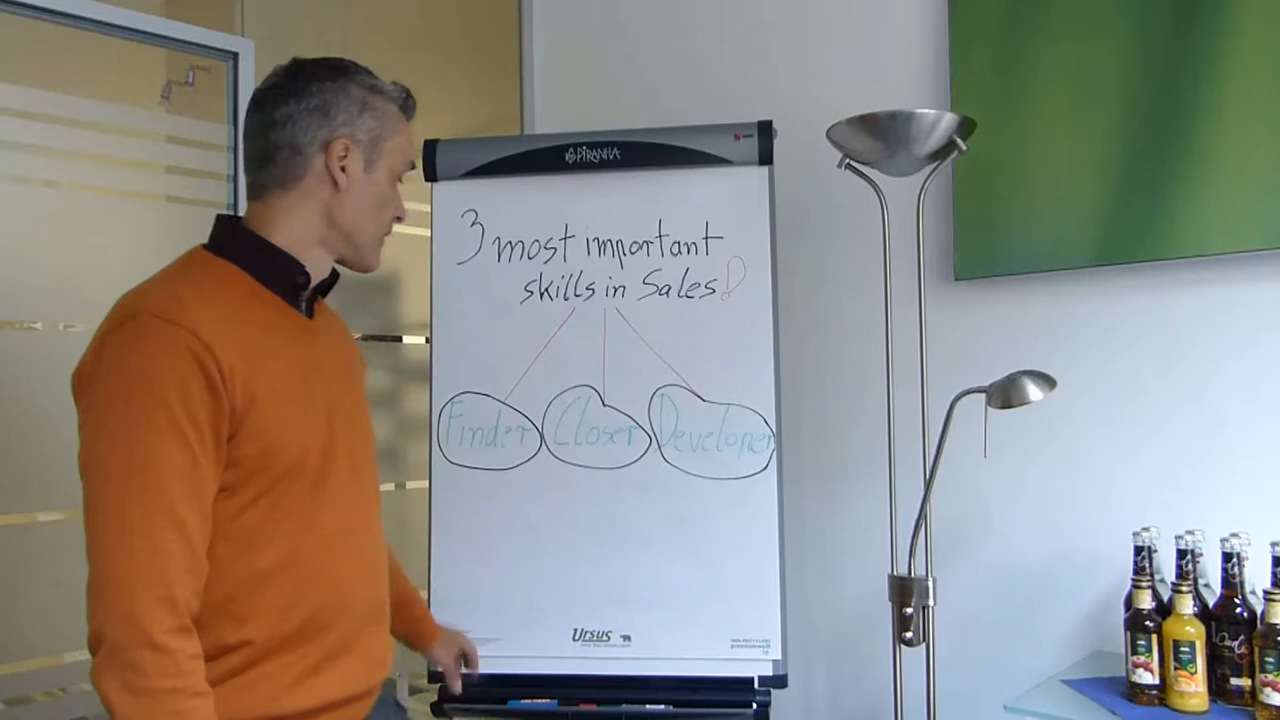 PiRANHA
3 most important
skills in Sales!
Finder Closer Developer
Ursus